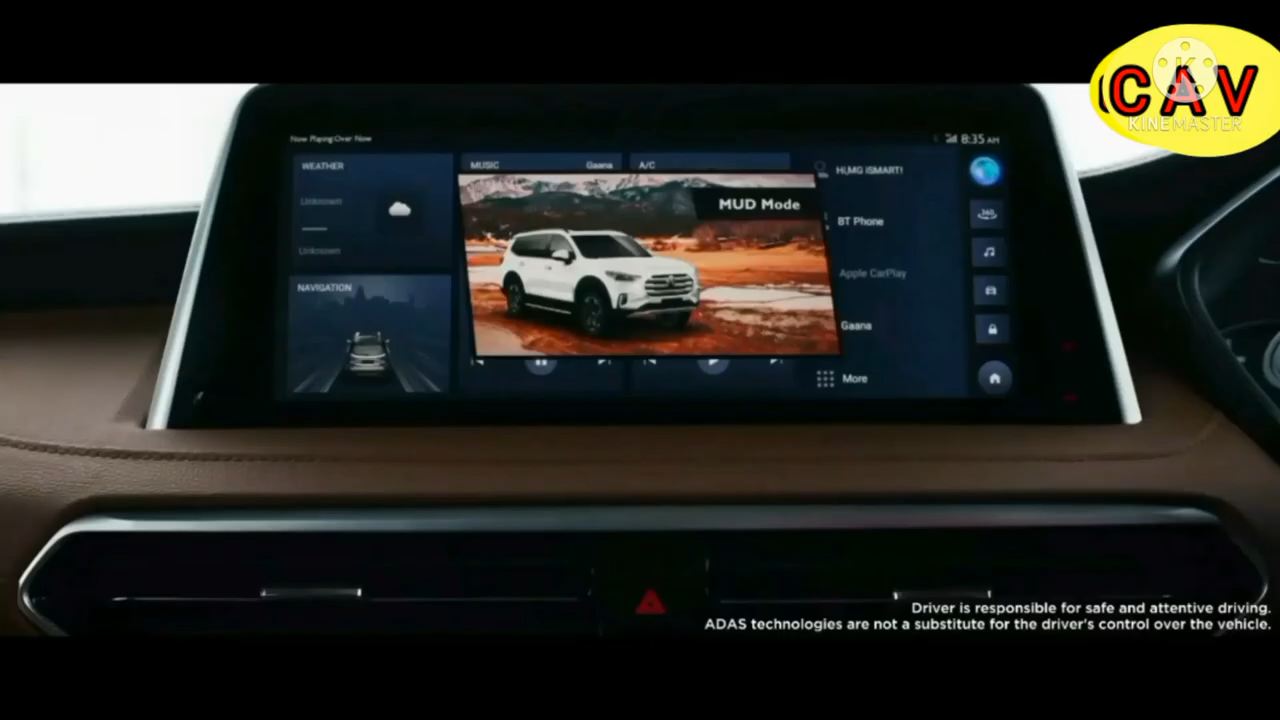 CAV
KINEMASTER
Now Playing:Over Now
8:35 AM
WEATHER
Unknown
Unknown
NAVIGATION
MUSIC
Gaana
A/C
MUD Mode
Hi,MG iSMART!
BT Phone
Apple CarPlay
Gaana
More
360
Driver is responsible for safe and attentive driving.
ADAS technologies are not a substitute for the driver's control over the vehicle.